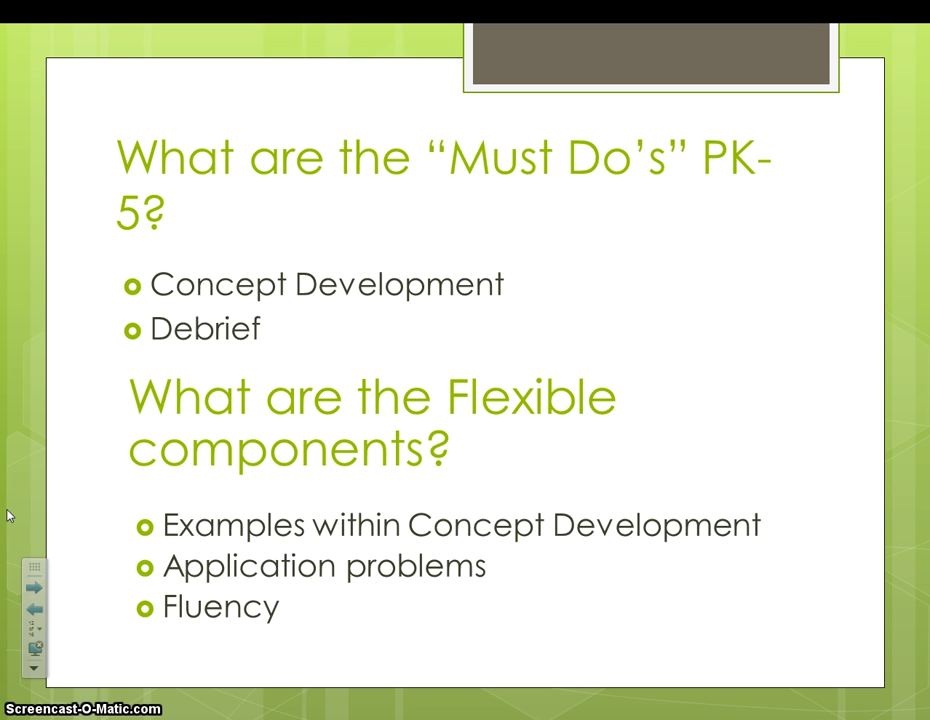 What are the “Must Do’s” PK-
5?
Concept Development
Debrief
What are the Flexible
components?
Examples within Concept Development
Application problems
Fluency
Screencast-O-Matic.com